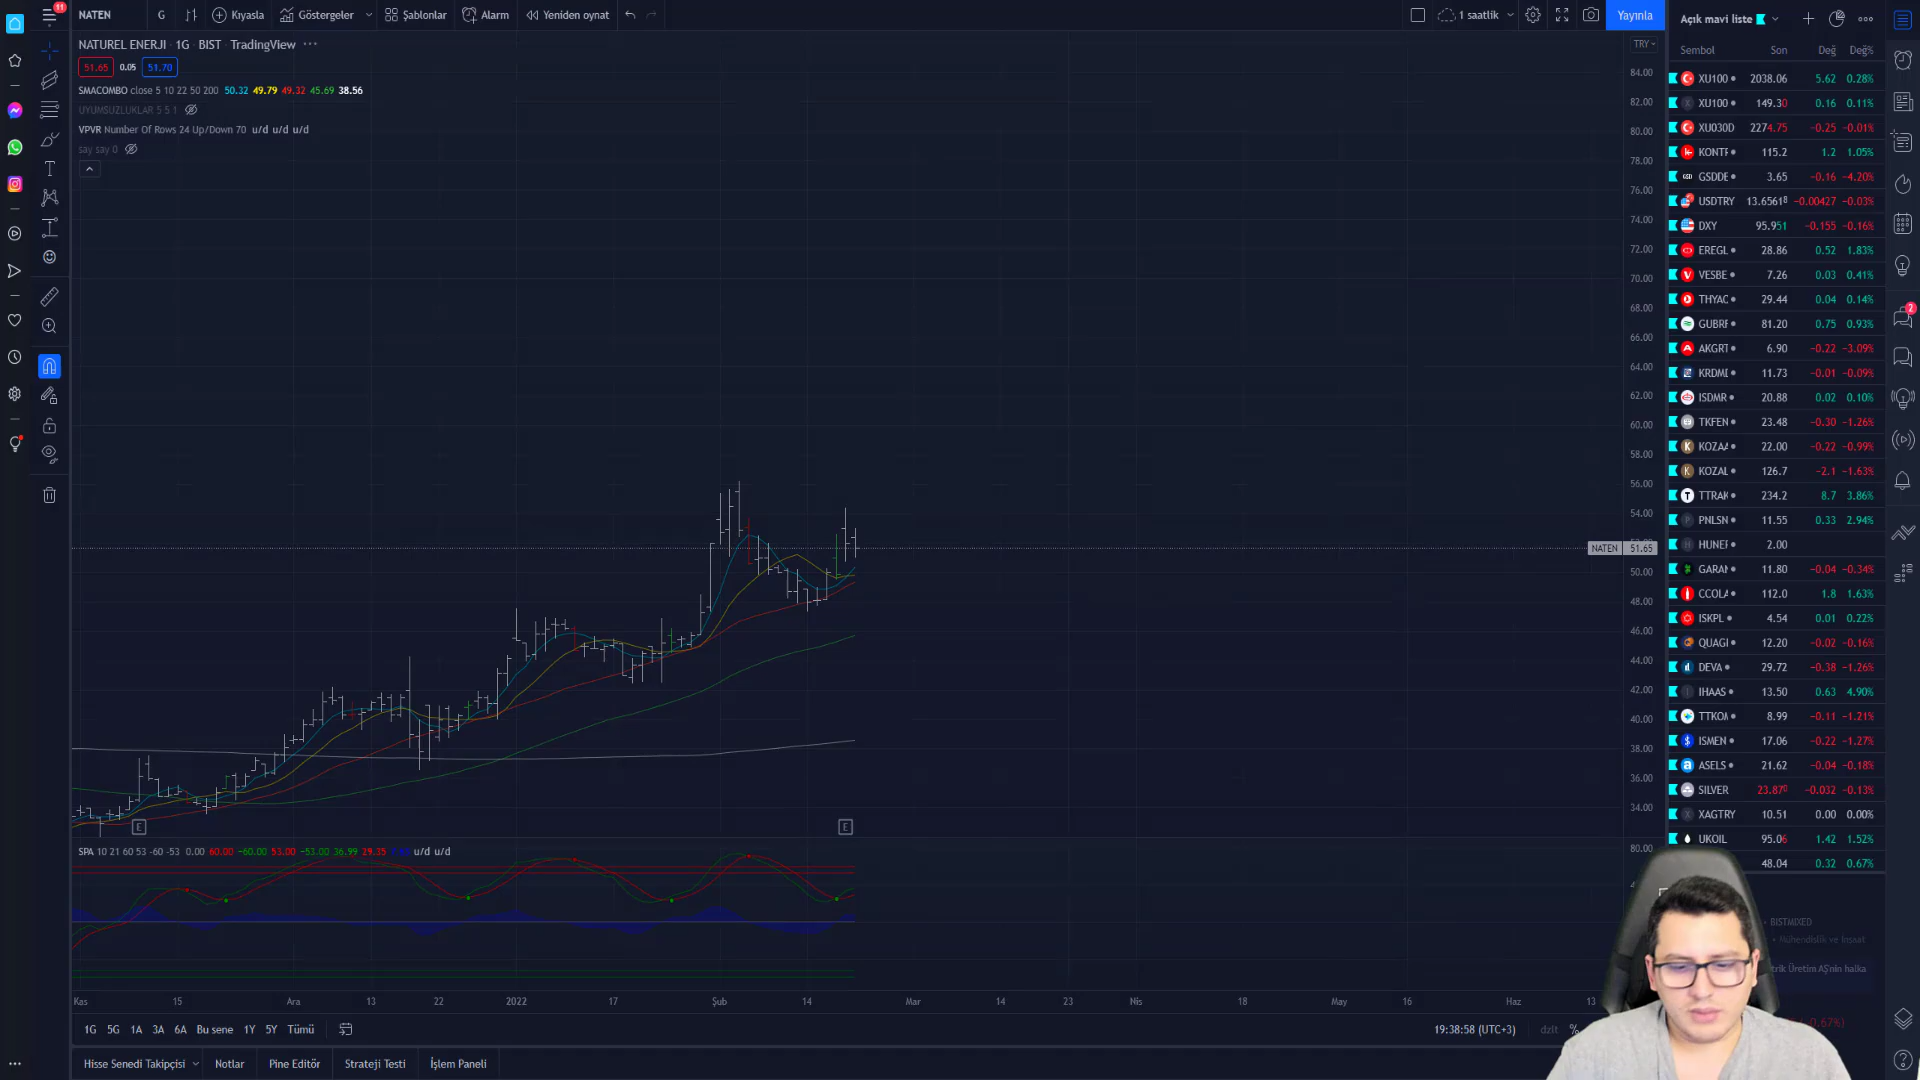 11
NATEN
G
Kıyasla
Göstergeler
Şablonlar
Alarm
Yeniden oynat
1 saatlik
Yayınla
Açık mavi liste
NATUREL ENERJI · 1G · BIST · TradingView ···
51.65 0.05 51.70
SMACOMBO close 5 10 22 50 200 50.32 49.79 49.32 45.69 38.56
UYUMSUZLUKLAR 5 5 1
VPVR Number Of Rows 24 Up/Down 70 u/d u/d u/d
say say 0
TRY
84.00
82.00
80.00
78.00
76.00
74.00
72.00
70.00
68.00
66.00
64.00
62.00
60.00
58.00
56.00
54.00
NATEN 51.65
50.00
48.00
46.00
44.00
42.00
40.00
38.00
36.00
34.00
E
E
SPA 10 21 60 53 -60 -53 0.00 60.00 −60.00 53.00 −53.00 36.99 29.35 u/d u/d
80.00
Kas 15 Ara 13 22 2022 17 Şub 14 Mar 14 23 Nis 18 May 16 Haz 13
1G 5G 1A 3A 6A Bu sene 1Y 5Y Tümü
19:38:58 (UTC+3)
dzlt %
Hisse Senedi Takipçisi Notlar Pine Editör Strateji Testi İşlem Paneli
Sembol Son Değ Değ%
XU100 2038.06 5.62 0.28%
XU100 149.30 0.16 0.11%
XU030D 2274.75 −0.25 −0.01%
KONTR 115.2 1.2 1.05%
GSDDE 3.65 −0.16 −4.20%
USDTRY 13.6561⁸ −0.00427 −0.03%
DXY 95.951 −0.155 −0.16%
EREGL 28.86 0.52 1.83%
VESBE 7.26 0.03 0.41%
THYAC 29.44 0.04 0.14%
GUBRF 81.20 0.75 0.93%
AKGRT 6.90 −0.22 −3.09%
KRDMI 11.73 −0.01 −0.09%
ISDMR 20.88 0.02 0.10%
TKFEN 23.48 −0.30 −1.26%
KOZAA 22.00 −0.22 −0.99%
KOZAL 126.7 −2.1 −1.63%
TTRAK 234.2 8.7 3.86%
PNLSN 11.55 0.33 2.94%
HUNEF 2.00
GARAN 11.80 −0.04 −0.34%
CCOLA 112.0 1.8 1.63%
ISKPL 4.54 0.01 0.22%
QUAGI 12.20 −0.02 −0.16%
DEVA 29.72 −0.38 −1.26%
IHAAS 13.50 0.63 4.90%
TTKOM 8.99 −0.11 −1.21%
ISMEN 17.06 −0.22 −1.27%
ASELS 21.62 −0.04 −0.18%
SILVER 23.87⁰ −0.032 −0.13%
XAGTRY 10.51 0.00 0.00%
UKOIL 95.06 1.42 1.52%
48.04 0.32 0.67%
BISTMIXED
Mühendislik ve İnşaat
trik Üretim AŞnin halka
2